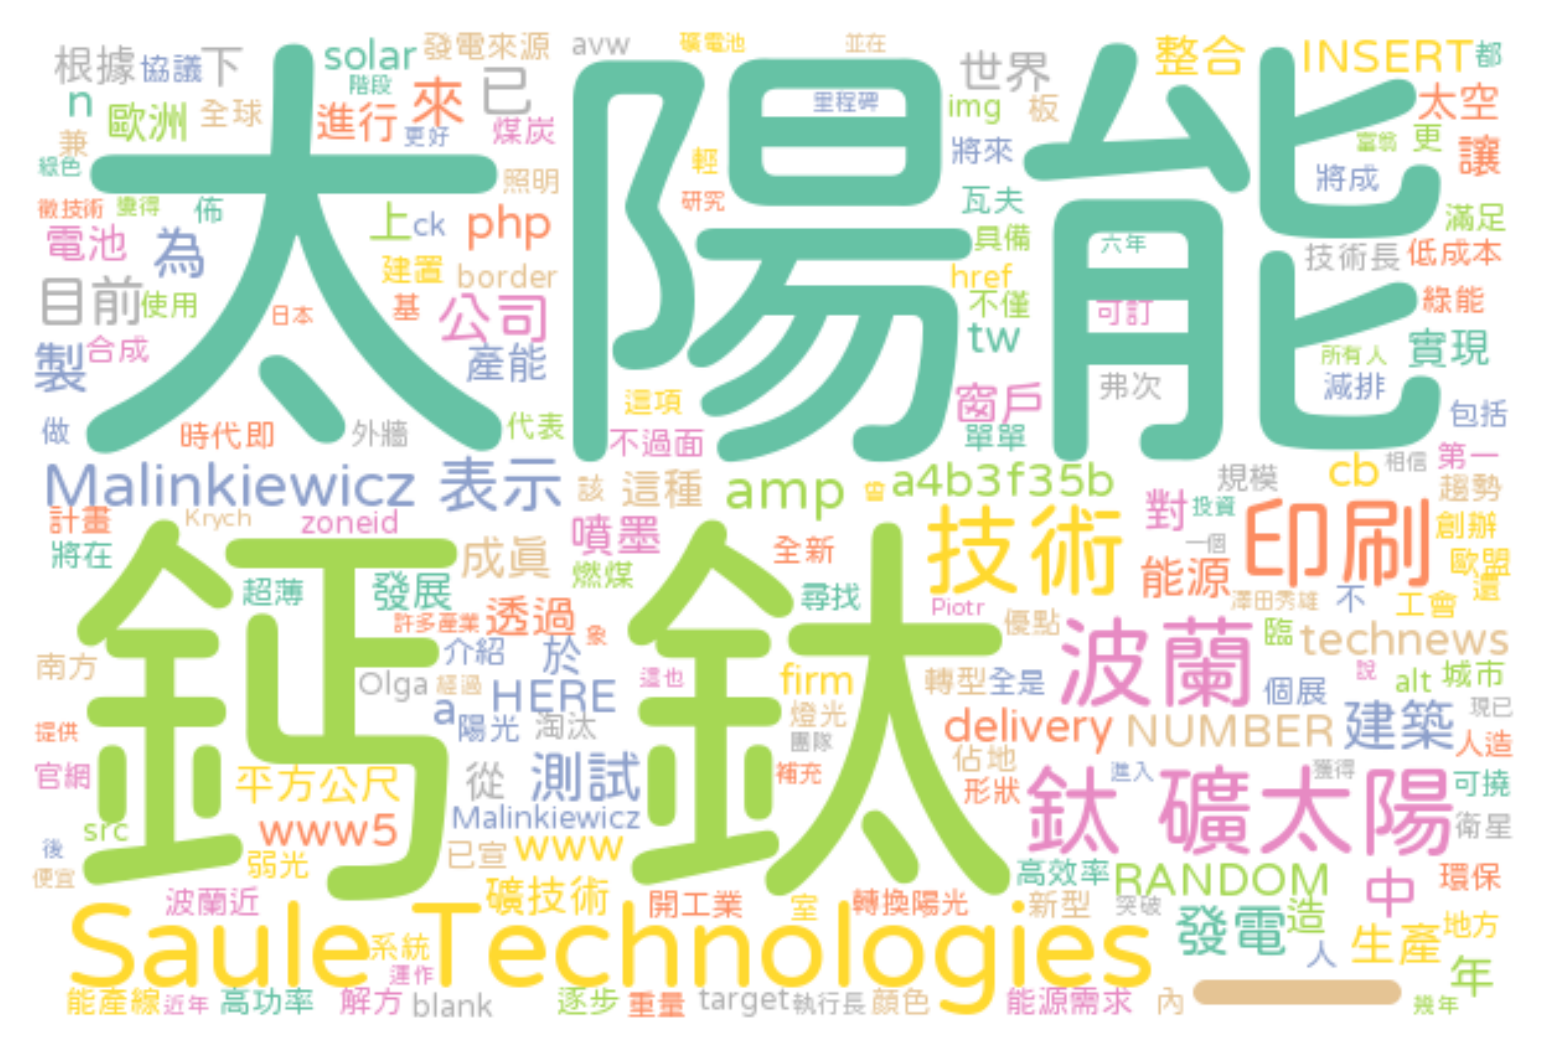 根據 協議 下 solar 發電來源 avw 礦電池 並在 世界 整合 INSERT 都
n 歐洲 全球 階段 進行 來 更好 已 煤炭 里程碑 img 板 太空
兼 綠色 太陽能 照明 輕 將來 富翁 更 讓
徵技術 變得 佈 上 ck php 研究 瓦夫 將成 滿足
電池 為 建置 border 具備 六年 技術長 低成本
目前 使用 日本 基 公司 href 不僅 可訂 綠能
製 合成 產能 tw 所有人 實現
做 時代即 外牆 代表 這項 不過面 窗戶 單單 弗次 減排 包括
Malinkiewicz 表示 該 這種 amp a4b3f35b 規模 cb 相信 第一
計畫 Krych zoneid 噴墨 全新 技術 對 投資 印刷 趨勢 創辦
將在 鈣鈦 超薄 發展 成真 燃煤 尋找 一個 能源 歐盟 還
許多產業 透過 象 Piotr 優點 澤田秀雄 不 工會
南方 介紹 於 波蘭 臨 technews
Olga 經過 HERE 這也 firm 轉型 全是 個展 說 alt 城市
提供 a 陽光 淘汰 燈光 團隊 delivery NUMBER 建築 現已 人造
官網 平方公尺 從 測試 補充 佔地 形狀 鈦 進入 礦太陽 獲得 可撓
src www5 Malinkiewicz 衛星
後 便宜 弱光 已宣 www 高效率 RANDOM 中 環保
波蘭近 礦技術 開工業 室 轉換陽光 新型 突破 發電 造 地方
Saule Technologies 系統 運作 人 生產 年
能產線 近年 高功率 解方 blank 逐步 重量 target 執行長 顏色 能源需求 內 一 幾年